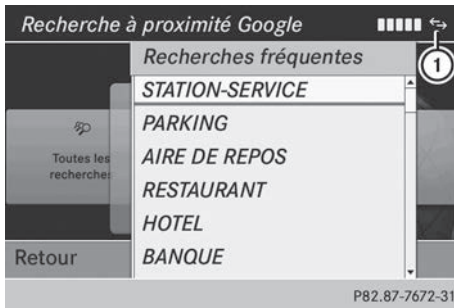 Recherche à proximité Google
1
Recherches fréquentes
STATION-SERVICE
PARKING
AIRE DE REPOS
RESTAURANT
HOTEL
BANQUE
Toutes les
recherches
Retour
P82.87-7672-31